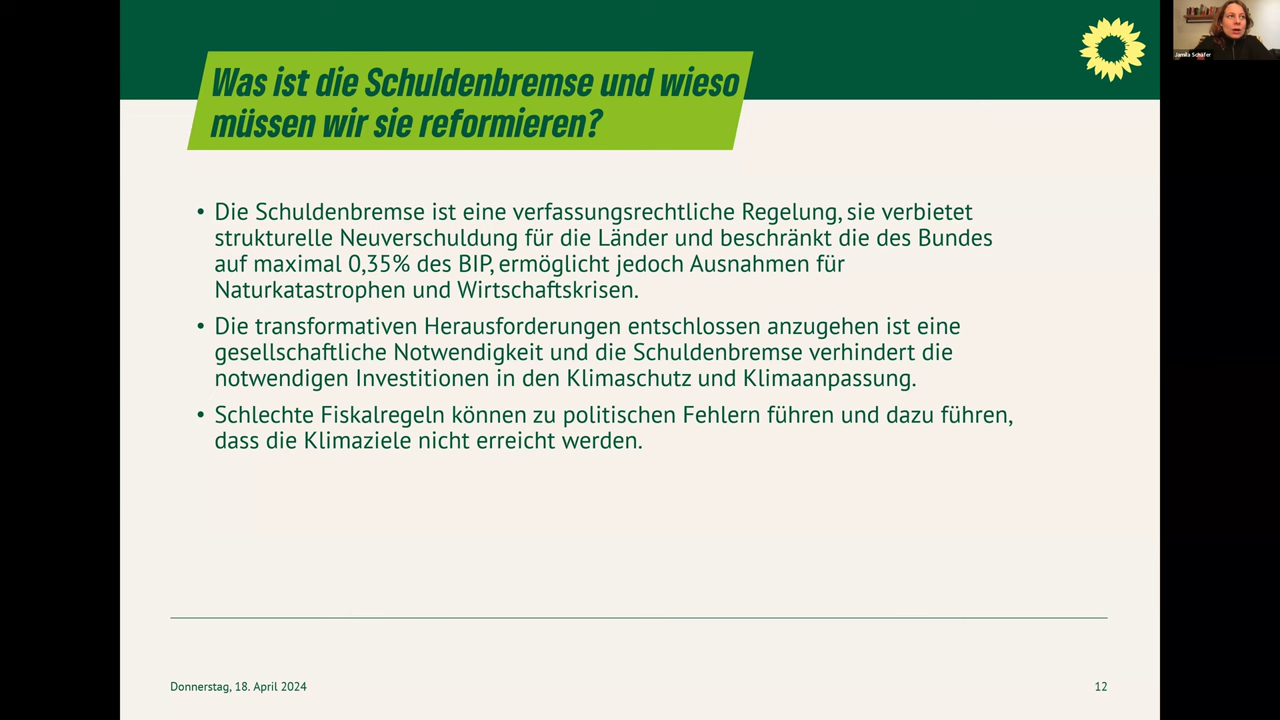 Was ist die Schuldenbremse und wieso
müssen wir sie reformieren?
Jamila Schäfer
• Die Schuldenbremse ist eine verfassungsrechtliche Regelung, sie verbietet
strukturelle Neuverschuldung für die Länder und beschränkt die des Bundes
auf maximal 0,35% des BIP, ermöglicht jedoch Ausnahmen für
Naturkatastrophen und Wirtschaftskrisen.
• Die transformativen Herausforderungen entschlossen anzugehen ist eine
gesellschaftliche Notwendigkeit und die Schuldenbremse verhindert die
notwendigen Investitionen in den Klimaschutz und Klimaanpassung.
• Schlechte Fiskalregeln können zu politischen Fehlern führen und dazu führen,
dass die Klimaziele nicht erreicht werden.
Donnerstag, 18. April 2024
12